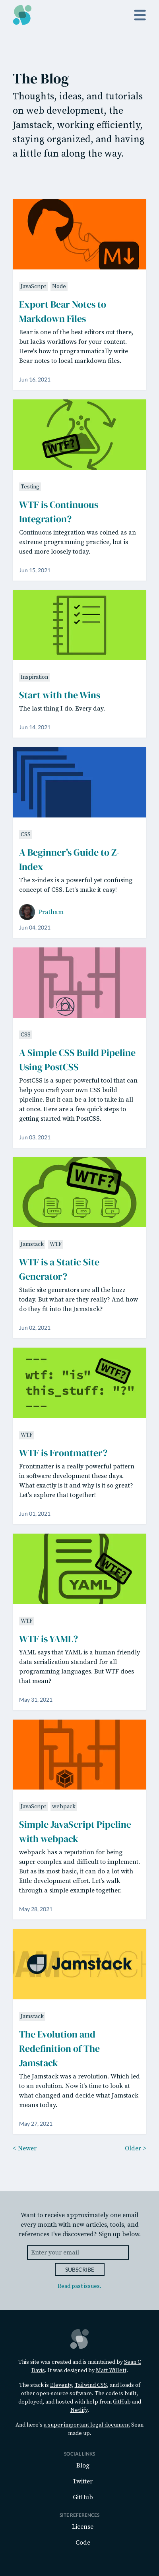 The Blog
Thoughts, ideas, and tutorials
on web development, the
Jamstack, working efficiently,
staying organized, and having
a little fun along the way.
JavaScript Node
Export Bear Notes to
Markdown Files
Bear is one of the best editors out there,
but lacks workflows for your content.
Here's how to programmatically write
Bear notes to local markdown files.
Jun 16, 2021
WTF?
Testing
WTF is Continuous
Integration?
Continuous integration was coined as an
extreme programming practice, but is
used more loosely today.
Jun 15, 2021
Inspiration
Start with the Wins
The last thing I do. Every day.
Jun 14, 2021
CSS
A Beginner's Guide to Z-
Index
The z-index is a powerful yet confusing
concept of CSS. Let's make it easy!
Pratham
Jun 04, 2021
CSS
A Simple CSS Build Pipeline
Using PostCSS
PostCSS is a super powerful tool that can
help you craft your own CSS build
pipeline. But it can be a lot to take in all
at once. Here are a few quick steps to
getting started with PostCSS.
Jun 03, 2021
WTF?
Jamstack WTF
WTF is a Static Site
Generator?
Static site generators are all the buzz
today. But what are they really? And how
do they fit into the Jamstack?
Jun 02, 2021
---
wtf: "is"
this_stuff: "?"
---
WTF?
WTF
WTF is Frontmatter?
Frontmatter is a really powerful pattern
in software development these days.
What exactly is it and why is it so great?
Let's explore that together!
Jun 01, 2021
WTF?
YAML
WTF
WTF is YAML?
YAML says that YAML is a human friendly
data serialization standard for all
programming languages. But WTF does
that mean?
May 31, 2021
JavaScript webpack
Simple JavaScript Pipeline
with webpack
webpack has a reputation for being
super complex and difficult to implement.
But as its most basic, it can do a lot with
little development effort. Let's walk
through a simple example together.
May 28, 2021
Jamstack
Jamstack
The Evolution and
Redefinition of The
Jamstack
The Jamstack was a revolution. Which led
to an evolution. Now it's time to look at
what changed and decide what Jamstack
means today.
May 27, 2021
< Newer Older >
Want to receive approximately one email
every month with new articles, tools, and
references I've discovered? Sign up below.
Enter your email
SUBSCRIBE
Read past issues.
This site was created and is maintained by Sean C
Davis. It was designed by Matt Willett.
The stack is Eleventy, Tailwind CSS, and loads of
other open-source software. The code is maintained,
deployed, and hosted with help from GitHub and
Netlify.
And here's a super important legal document Sean
made up.
SOCIAL LINKS
Blog
Twitter
GitHub
SITE REFERENCES
License
Code